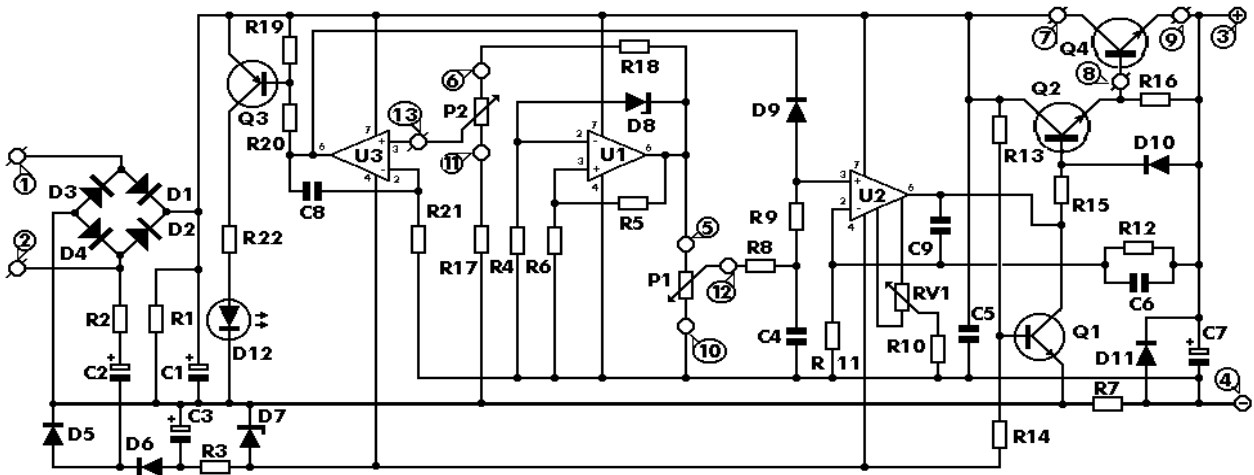 R19
7
9
3
Q4
6
R18
8
Q2
R16
Q3
P2
D9
13
D8
7
7
R20
6
U3
+
3
-
2
2
-
U1
6
3
+
4
11
7
R13
D10
1
D3
D1
C8
R21
R5
3
+
U2
6
2
-
4
R15
2
D4
D2
R22
R17
R4
R6
5
R9
R8
C9
R12
P1
12
C6
R2
R1
RV1
C5
Q1
C7
+
D12
10
C4
R 11
R10
D11
+
C2
+
C1
4
+
C3
D7
R7
D5
D6
R3
R14